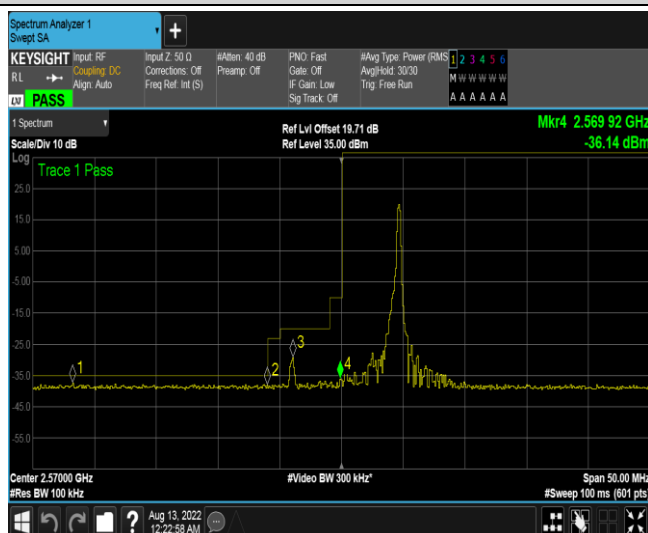 Spectrum Analyzer 1
Swept SA
+
KEYSIGHT
RL
LXI PASS
Input: RF
Coupling: DC
Align: Auto
Input Z: 50 Ω
Corrections: Off
Freq Ref: Int (S)
#Atten: 40 dB
Preamp: Off
PNO: Fast
Gate: Off
IF Gain: Low
Sig Track: Off
#Avg Type: Power (RMS
Avg|Hold: 30/30
Trig: Free Run
1 2 3 4 5 6
M W W W W W
A A A A A A
1 Spectrum
Scale/Div 10 dB
Ref Lvl Offset 19.71 dB
Ref Level 35.00 dBm
Mkr4 2.569 92 GHz
-36.14 dBm
Log
Trace 1 Pass
25.0
15.0
5.00
-5.00
-15.0
-25.0
-35.0
-45.0
-55.0
1
2
3
4
Center 2.57000 GHz
#Res BW 100 kHz
#Video BW 300 kHz*
Span 50.00 MHz
#Sweep 100 ms (601 pts)
?
Aug 13, 2022
12:22:58 AM